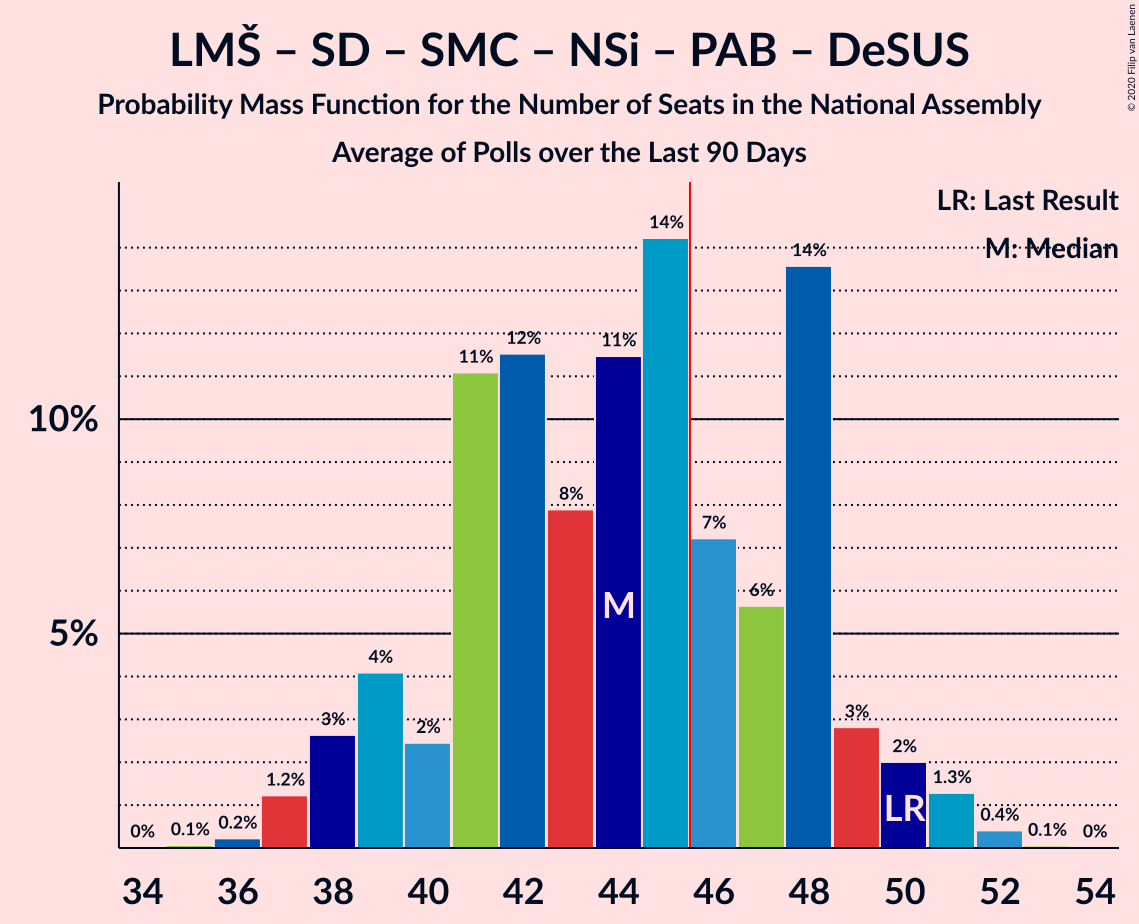 LMŠ – SD – SMC – NSi – PAB – DeSUS
Probability Mass Function for the Number of Seats in the National Assembly
Average of Polls over the Last 90 Days
© 2020 Filip van Laenen
LR: Last Result
M: Median
10%
5%
0%
0.1%
0.2%
1.2%
3%
4%
2%
11%
12%
8%
11%
14%
7%
6%
14%
3%
2%
1.3%
0.4%
0.1%
0%
M
LR
34 36 38 40 42 44 46 48 50 52 54